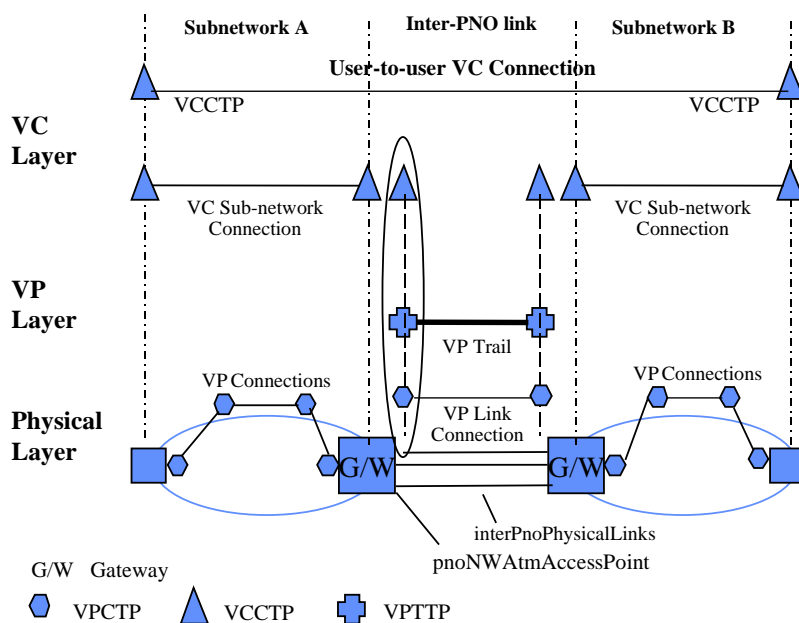 Subnetwork A
Inter-PNO link
Subnetwork B
User-to-user VC Connection
VCCTP
VCCTP
VC
Layer
VC Sub-network
Connection
VC Sub-network
Connection
VP
Layer
VP Trail
VP Connections
VP Connections
VP Link
Connection
Physical
Layer
G/W
G/W
interPnoPhysicalLinks
pnoNWAtmAccessPoint
G/W Gateway
VPCTP
VCCTP
VPTTP